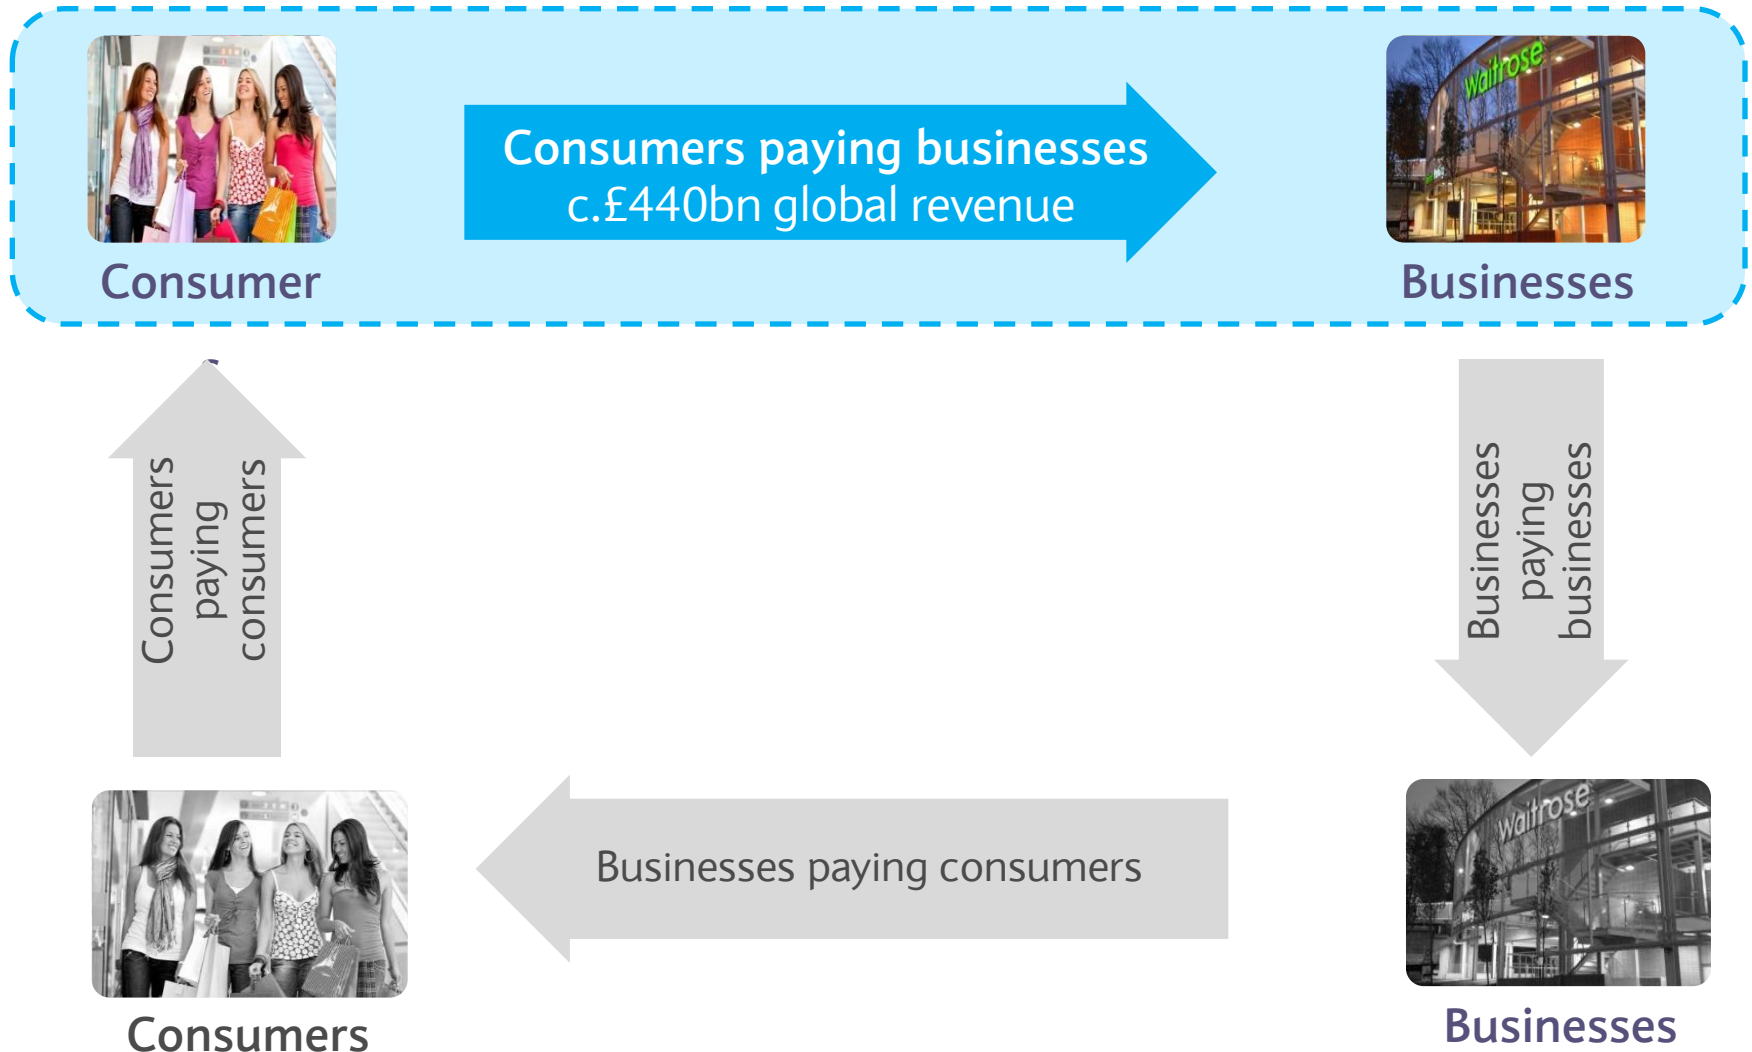 Waitrose
Consumers paying businesses
c.£440bn global revenue
Consumer
s
Businesses
Consumers
paying
consumers
Businesses
paying
businesses
Businesses paying consumers
Waitrose
Consumers
Businesses